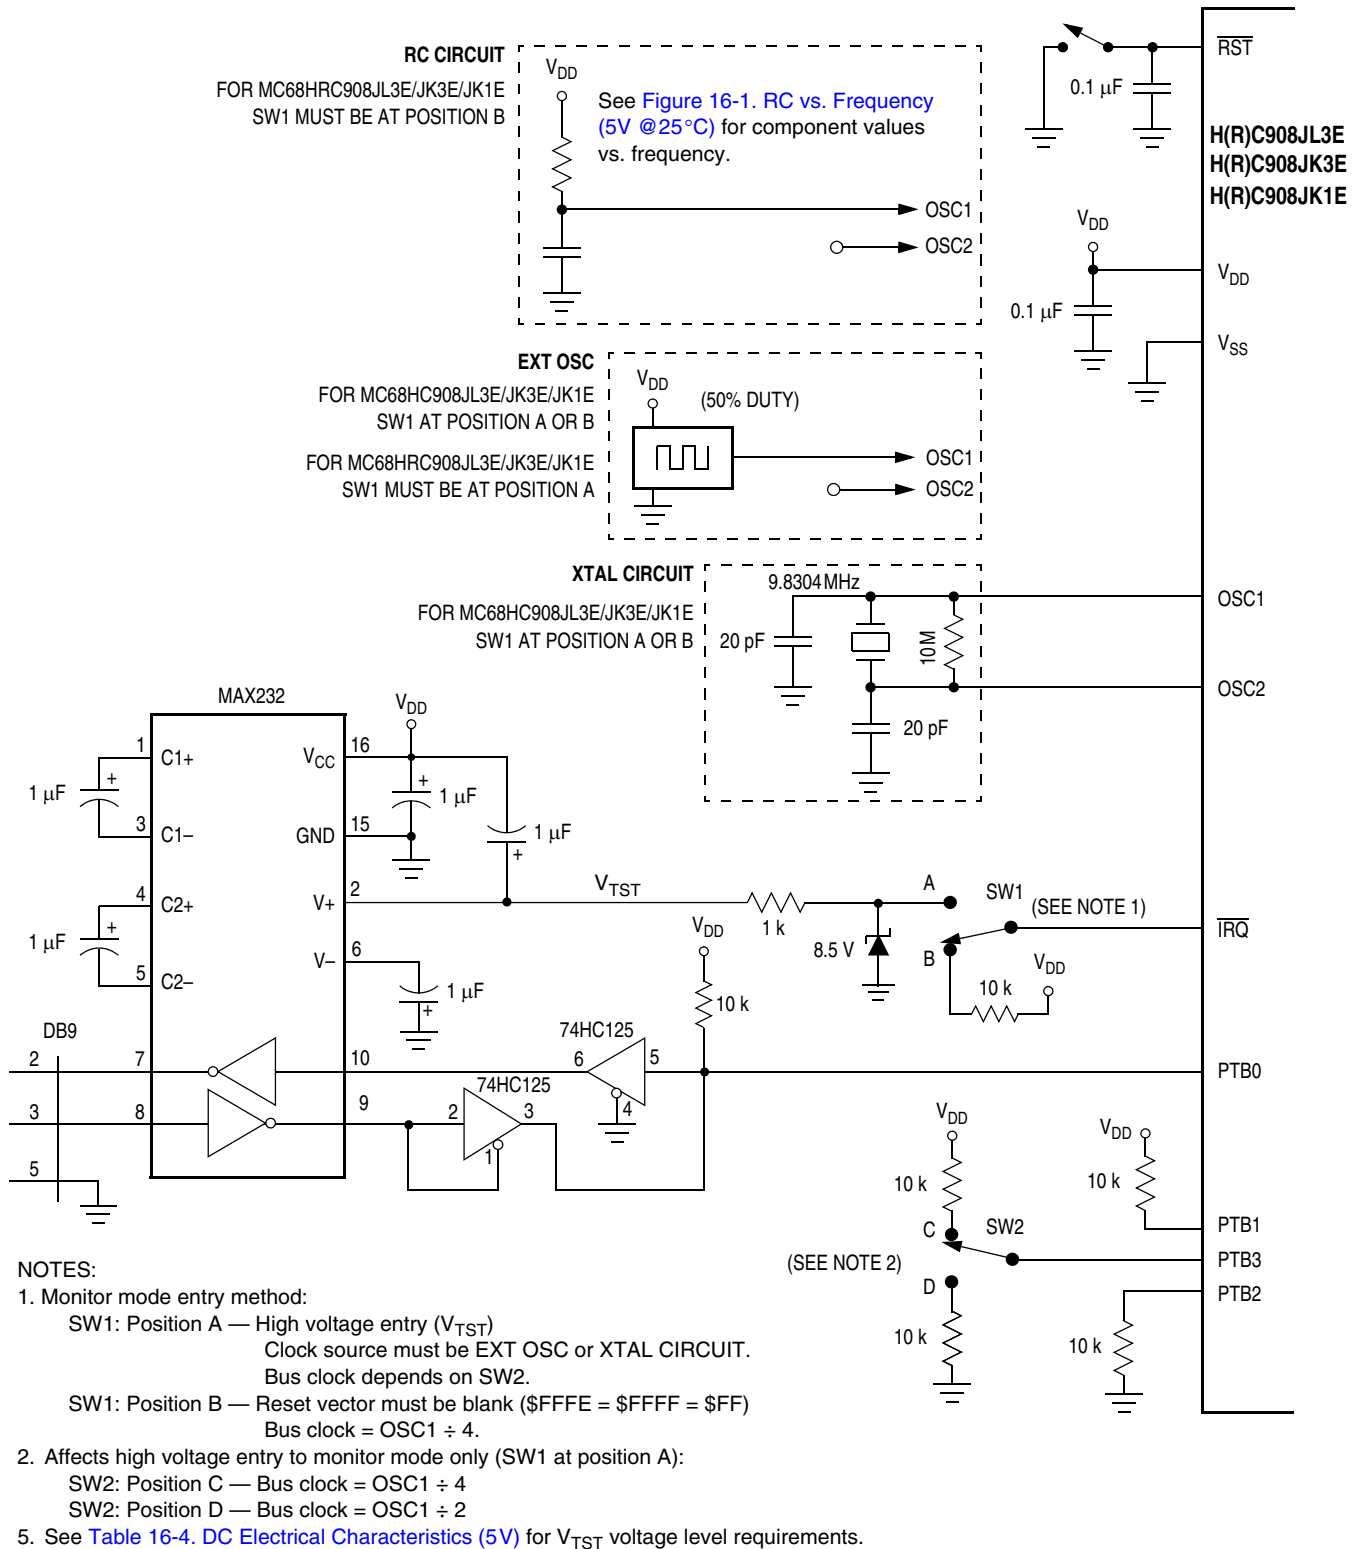 RC CIRCUIT
FOR MC68HRC908JL3E/JK3E/JK1E
SW1 MUST BE AT POSITION B
VDD
See Figure 16-1. RC vs. Frequency
(5V @25°C) for component values
vs. frequency.
OSC1
OSC2
RST
0.1 µF
H(R)C908JL3E
H(R)C908JK3E
H(R)C908JK1E
VDD
VDD
0.1 µF
VSS
EXT OSC
FOR MC68HC908JL3E/JK3E/JK1E
SW1 AT POSITION A OR B
FOR MC68HRC908JL3E/JK3E/JK1E
SW1 MUST BE AT POSITION A
VDD
(50% DUTY)
OSC1
OSC2
XTAL CIRCUIT
FOR MC68HC908JL3E/JK3E/JK1E
SW1 AT POSITION A OR B
9.8304MHz
20 pF
10M
20 pF
OSC1
OSC2
MAX232
VDD
1
C1+
VCC
16
1 µF
+
+
1 µF
3
C1–
GND
15
1 µF
+
4
C2+
V+
2
VTST
1 k
8.5 V
A
SW1
(SEE NOTE 1)
IRQ
B
VDD
10 k
1 µF
+
5
C2–
V–
6
1 µF
+
VDD
10 k
DB9
2
7
10
74HC125
6
5
4
PTB0
3
8
9
74HC125
2
3
1
5
VDD
10 k
C
SW2
(SEE NOTE 2)
D
10 k
VDD
10 k
PTB1
PTB3
PTB2
10 k
NOTES:
1. Monitor mode entry method:
SW1: Position A — High voltage entry (VTST)
Clock source must be EXT OSC or XTAL CIRCUIT.
Bus clock depends on SW2.
SW1: Position B — Reset vector must be blank ($FFFE = $FFFF = $FF)
Bus clock = OSC1 ÷ 4.
2. Affects high voltage entry to monitor mode only (SW1 at position A):
SW2: Position C — Bus clock = OSC1 ÷ 4
SW2: Position D — Bus clock = OSC1 ÷ 2
5. See Table 16-4. DC Electrical Characteristics (5V) for VTST voltage level requirements.